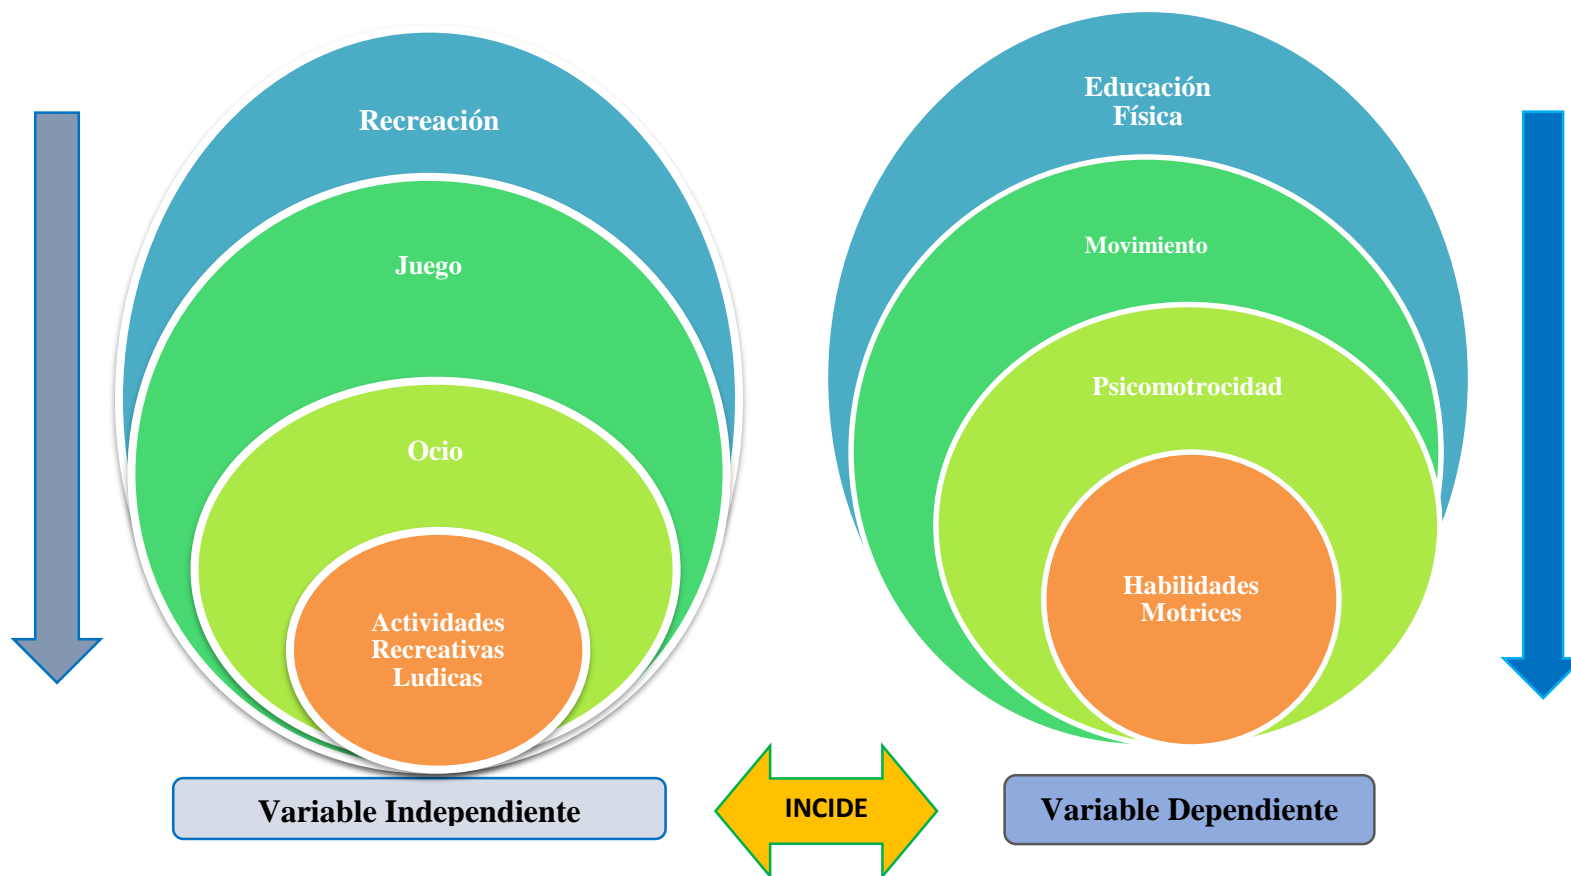 Recreación
Juego
Ocio
Actividades
Recreativas
Ludicas
Variable Independiente
INCIDE
Educación
Física
Movimiento
Psicomotrocidad
Habilidades
Motrices
Variable Dependiente